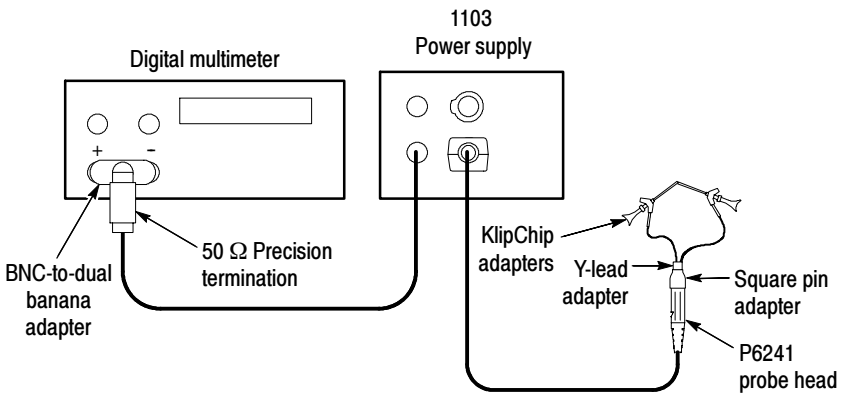 1103
Power supply
Digital multimeter
+ −
BNC-to-dual
banana
adapter
50 Ω Precision
termination
KlipChip
adapters
Y-lead
adapter
Square pin
adapter
P6241
probe head